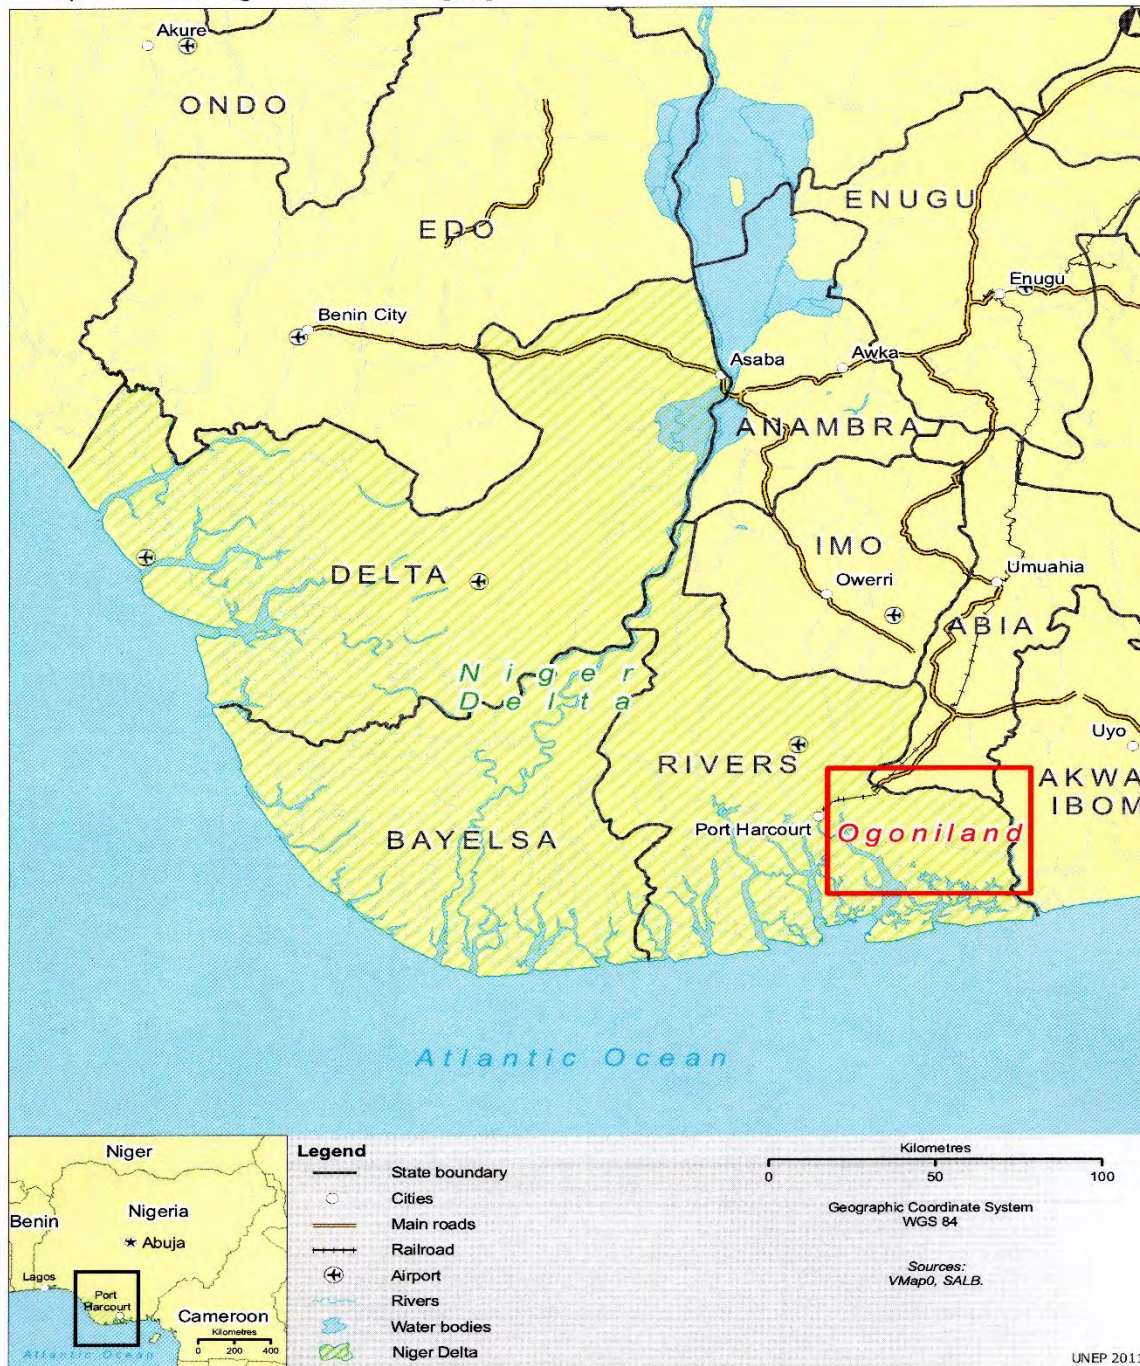 Akure
ONDO
EDO
ENUGU
Enugu
Benin City
Asaba
Awka
ANAMBRA
IMO
Owerri
Umuahia
ABIA
DELTA
Niger
Delta
Uyo
RIVERS
AKWA
IBOM
Port Harcourt
Ogoniland
BAYELSA
Atlantic Ocean
Niger
Benin
Nigeria
Abuja
Lagos
Port
Harcourt
Cameroon
Kilometres
0 200 400
Atlantic Ocean
Legend
State boundary
Cities
Main roads
Railroad
Airport
Rivers
Water bodies
Niger Delta
Kilometres
0 50 100
Geographic Coordinate System
WGS 84
Sources:
VMap0, SALB.
UNEP 2011